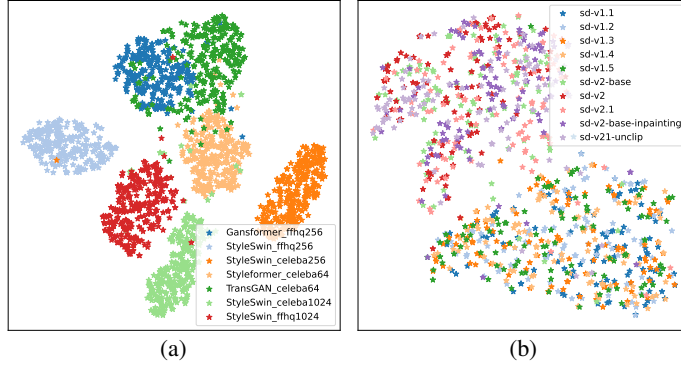 Gansformer_ffhq256
StyleSwin_ffhq256
StyleSwin_celeba256
Styleformer_celeba64
TransGAN_celeba64
StyleSwin_celeba1024
StyleSwin_ffhq1024
(a)
sd-v1.1
sd-v1.2
sd-v1.3
sd-v1.4
sd-v1.5
sd-v2-base
sd-v2
sd-v2.1
sd-v2-base-inpainting
sd-v21-unclip
(b)